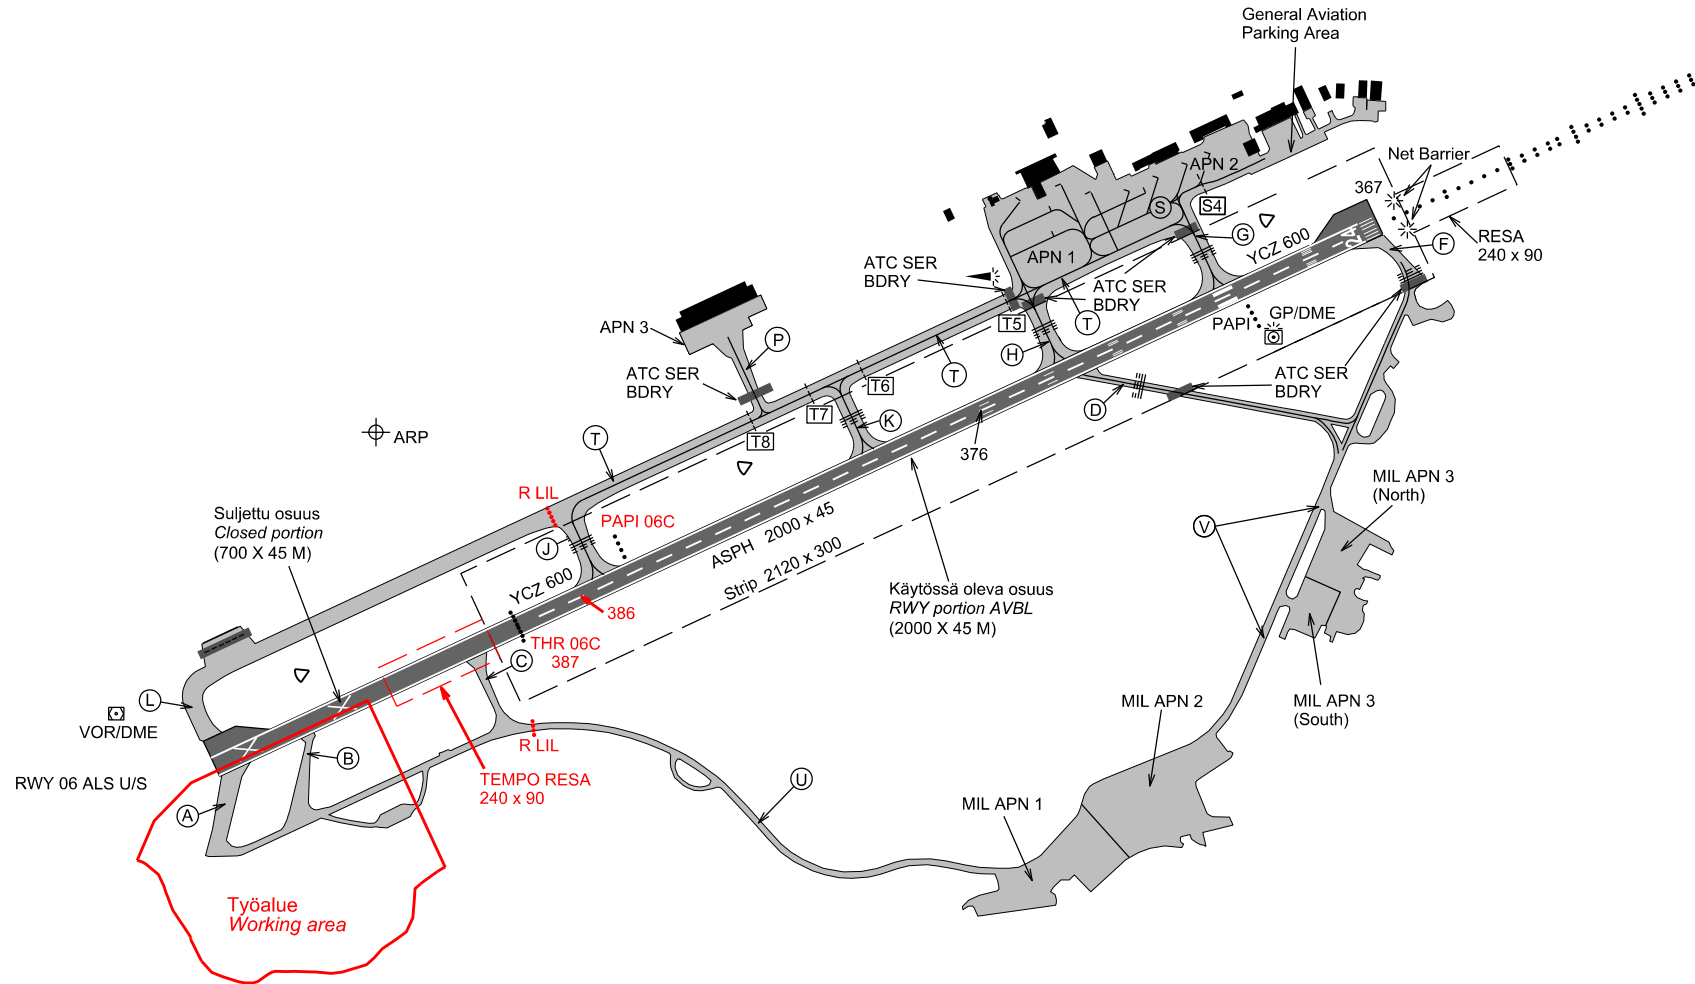 General Aviation
Parking Area
Net Barrier
APN 2
367
S
S4
G
F
RESA
240 x 90
YCZ 600
24
ATC SER
BDRY
APN 1
ATC SER
BDRY
T5
T
PAPI
GP/DME
APN 3
P
H
T
ATC SER
BDRY
T6
ATC SER
BDRY
T7
K
D
T8
ARP
T
376
R LIL
PAPI 06C
MIL APN 3
(North)
Suljettu osuus
Closed portion
(700 X 45 M)
J
ASPH 2000 x 45
V
Strip 2120 x 300
YCZ 600
Käytössä oleva osuus
RWY portion AVBL
(2000 X 45 M)
386
THR 06C
387
C
L
VOR/DME
X
X
MIL APN 2
MIL APN 3
(South)
R LIL
B
RWY 06 ALS U/S
TEMPO RESA
240 x 90
U
A
MIL APN 1
Työalue
Working area